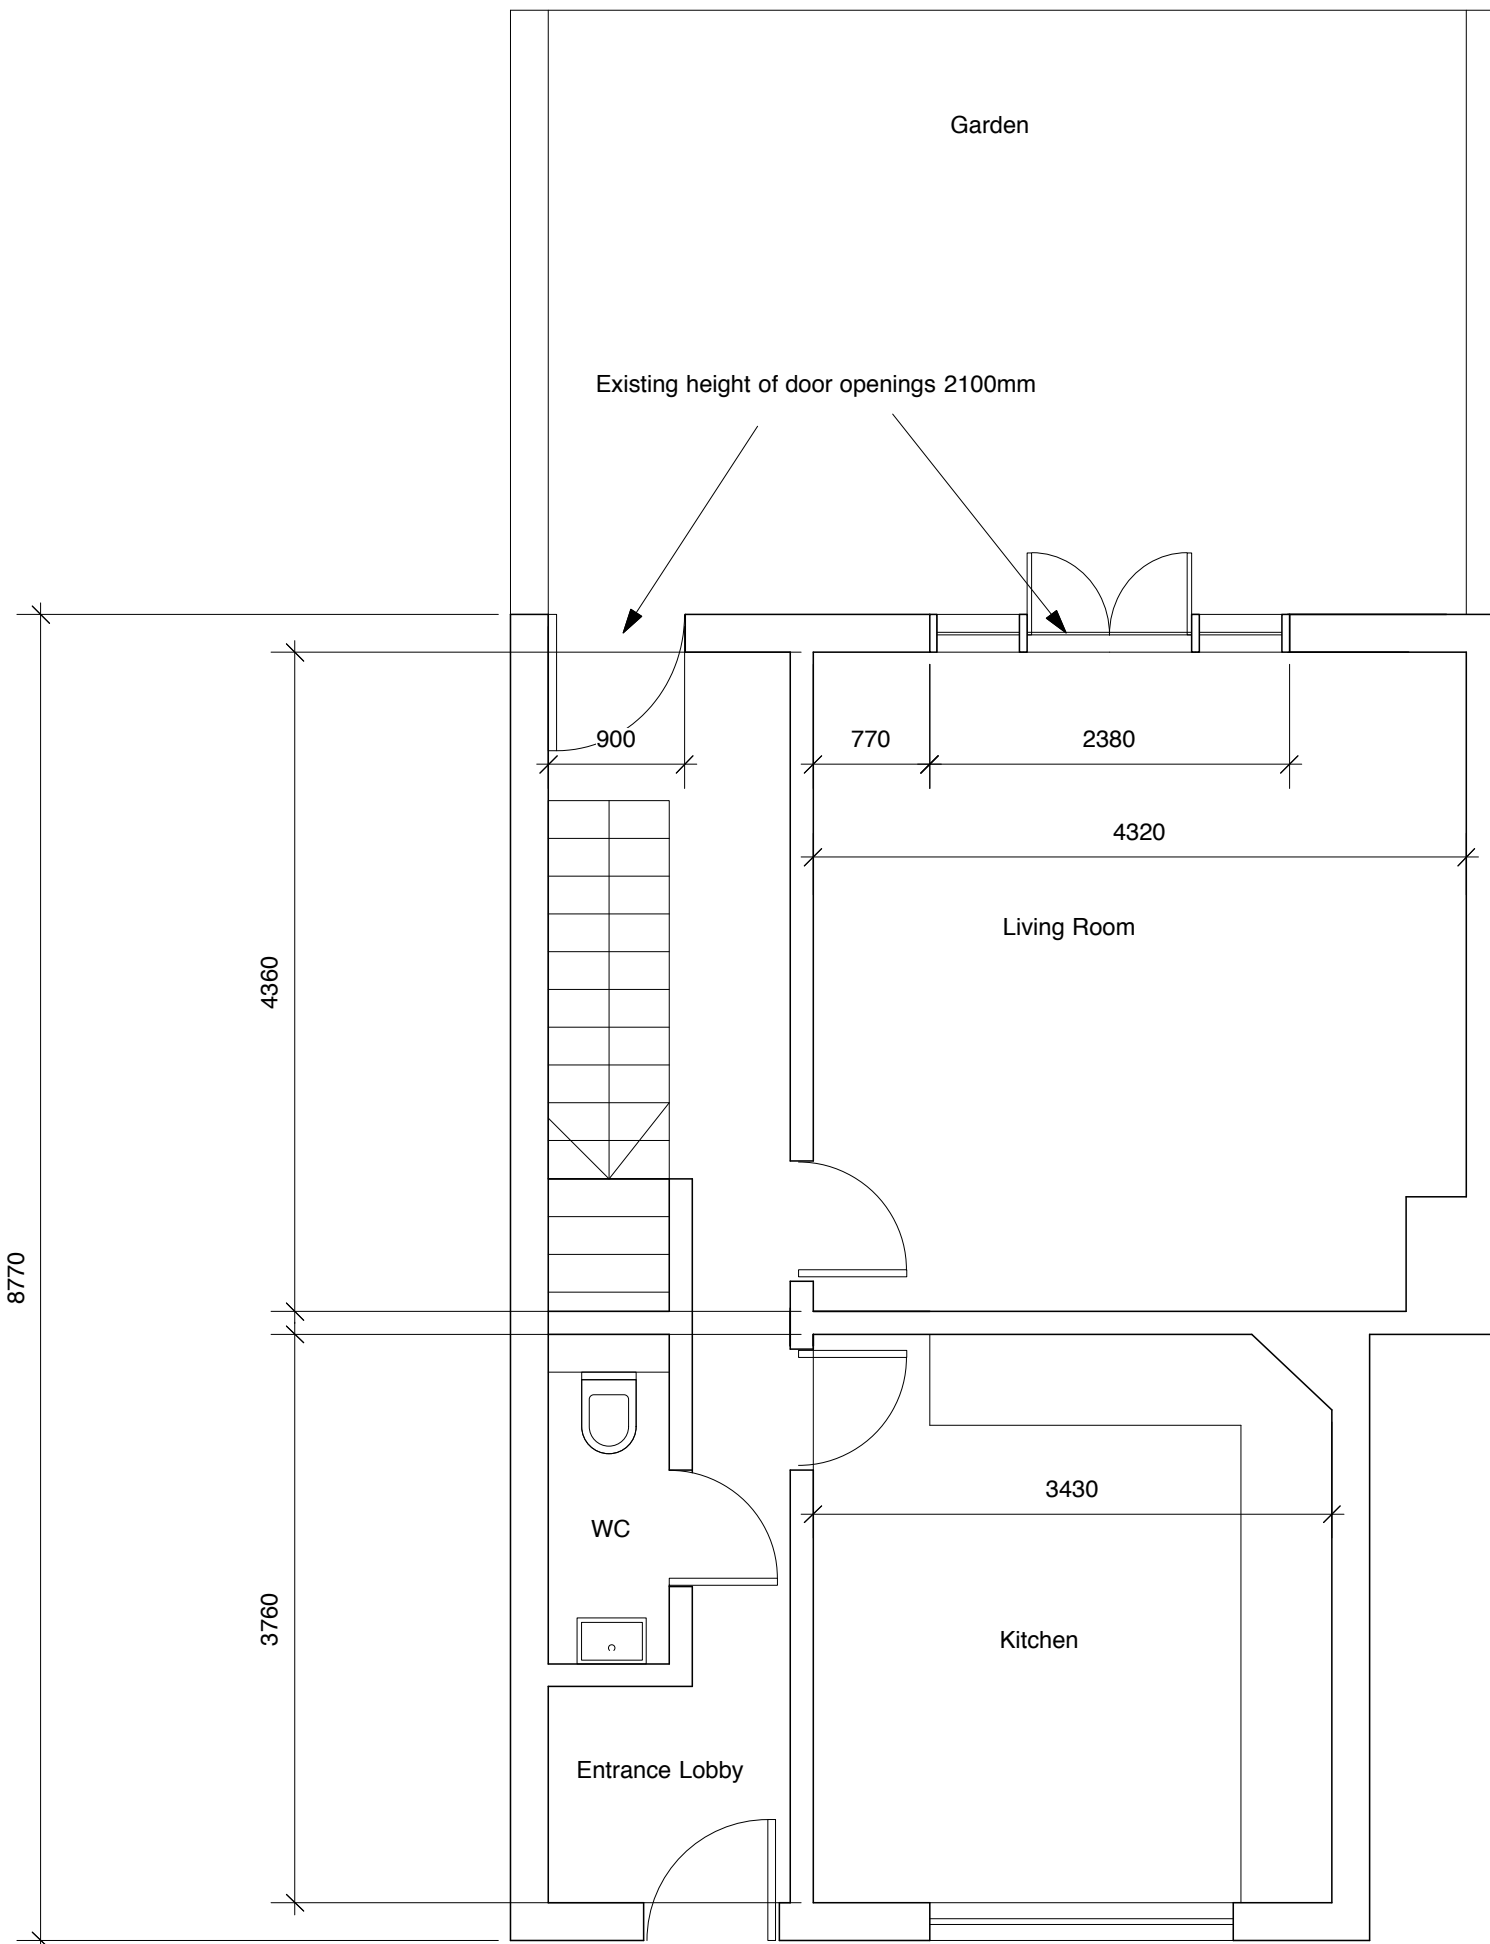 Garden
Existing height of door openings 2100mm
900
770
2380
4320
Living Room
4360
8770
3430
WC
3760
Kitchen
Entrance Lobby